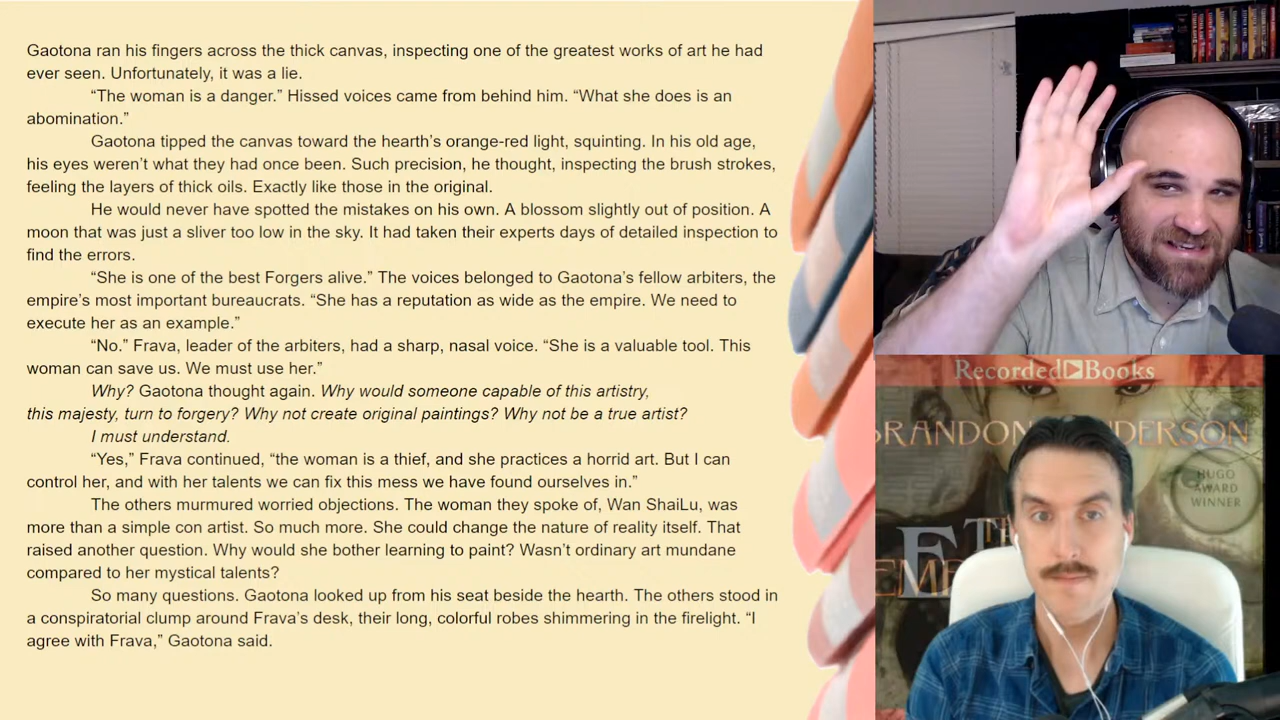 Gaotona ran his fingers across the thick canvas, inspecting one of the greatest works of art he had
ever seen. Unfortunately, it was a lie.
“The woman is a danger.” Hissed voices came from behind him. “What she does is an
abomination.”
Gaotona tipped the canvas toward the hearth’s orange-red light, squinting. In his old age,
his eyes weren’t what they had once been. Such precision, he thought, inspecting the brush strokes,
feeling the layers of thick oils. Exactly like those in the original.
He would never have spotted the mistakes on his own. A blossom slightly out of position. A
moon that was just a sliver too low in the sky. It had taken their experts days of detailed inspection to
find the errors.
“She is one of the best Forgers alive.” The voices belonged to Gaotona’s fellow arbiters, the
empire’s most important bureaucrats. “She has a reputation as wide as the empire. We need to
execute her as an example.”
“No.” Frava, leader of the arbiters, had a sharp, nasal voice. “She is a valuable tool. This
woman can save us. We must use her.”
Why? Gaotona thought again. Why would someone capable of this artistry,
this majesty, turn to forgery? Why not create original paintings? Why not be a true artist?
I must understand.
“Yes,” Frava continued, “the woman is a thief, and she practices a horrid art. But I can
control her, and with her talents we can fix this mess we have found ourselves in.”
The others murmured worried objections. The woman they spoke of, Wan ShaiLu, was
more than a simple con artist. So much more. She could change the nature of reality itself. That
raised another question. Why would she bother learning to paint? Wasn’t ordinary art mundane
compared to her mystical talents?
So many questions. Gaotona looked up from his seat beside the hearth. The others stood in
a conspiratorial clump around Frava’s desk, their long, colorful robes shimmering in the firelight. “I
agree with Frava,” Gaotona said.
Recorded Books
BRANDON DERSON
HUGO
AWARD
WINNER
TH
EMP